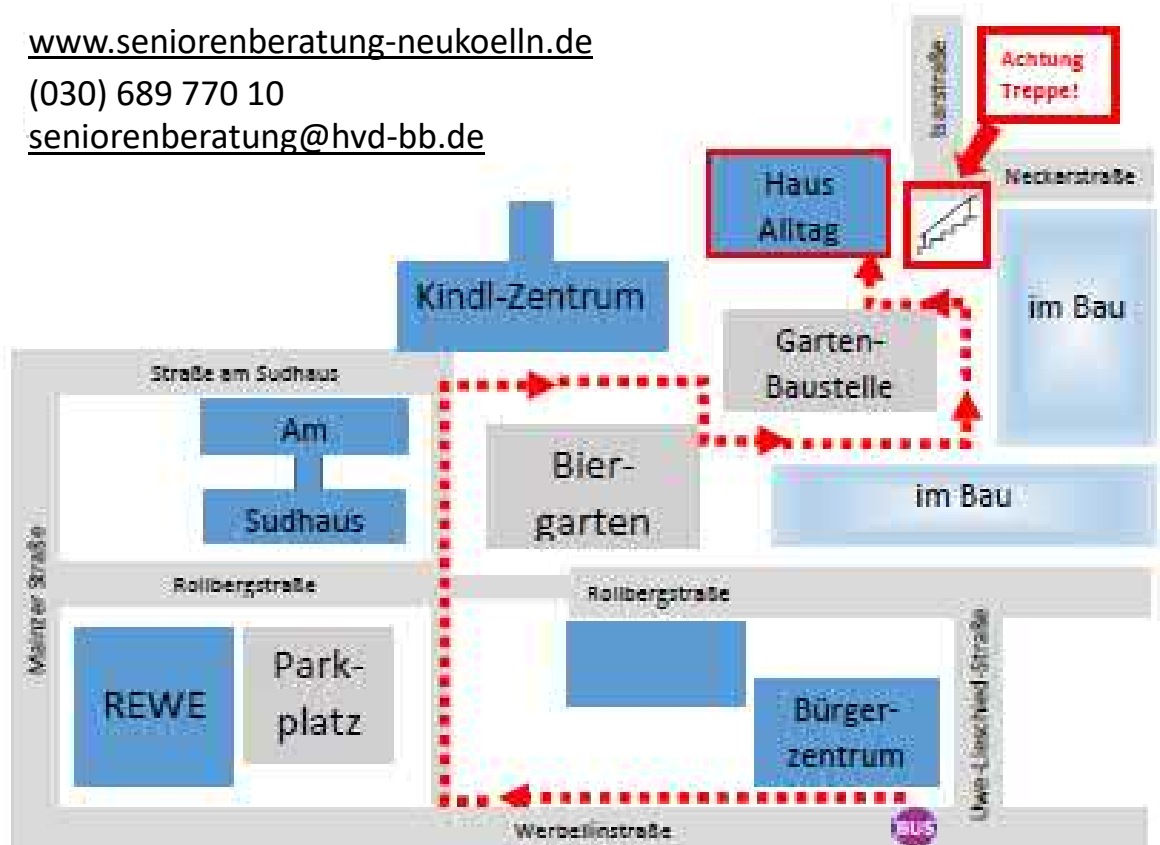 www.seniorenberatung-neukoelln.de
(030) 689 770 10
seniorenberatung@hvd-bb.de
Isarstraße
Achtung
Treppe!
Neckarstraße
Haus
Alltag
Kindl-Zentrum
im Bau
Garten-
Baustelle
Straße am Sudhaus
Am
Sudhaus
Bier-
garten
im Bau
Mainzer Straße
Rollbergstraße
Rollbergstraße
REWE
Park-
platz
Bürger-
zentrum
Werbellinstraße
BUS